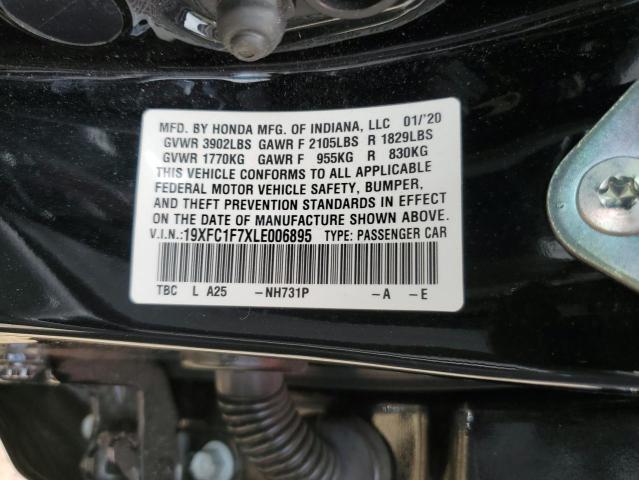 MFD. BY HONDA MFG. OF INDIANA, LLC 01/'20
GVWR 3902LBS GAWR F 2105LBS R 1829LBS
GVWR 1770KG GAWR F 955KG R 830KG
THIS VEHICLE CONFORMS TO ALL APPLICABLE
FEDERAL MOTOR VEHICLE SAFETY, BUMPER,
AND THEFT PREVENTION STANDARDS IN EFFECT
ON THE DATE OF MANUFACTURE SHOWN ABOVE.
V.I.N.:19XFC1F7XLE006895 TYPE: PASSENGER CAR
TBC L A25 -NH731P -A -E